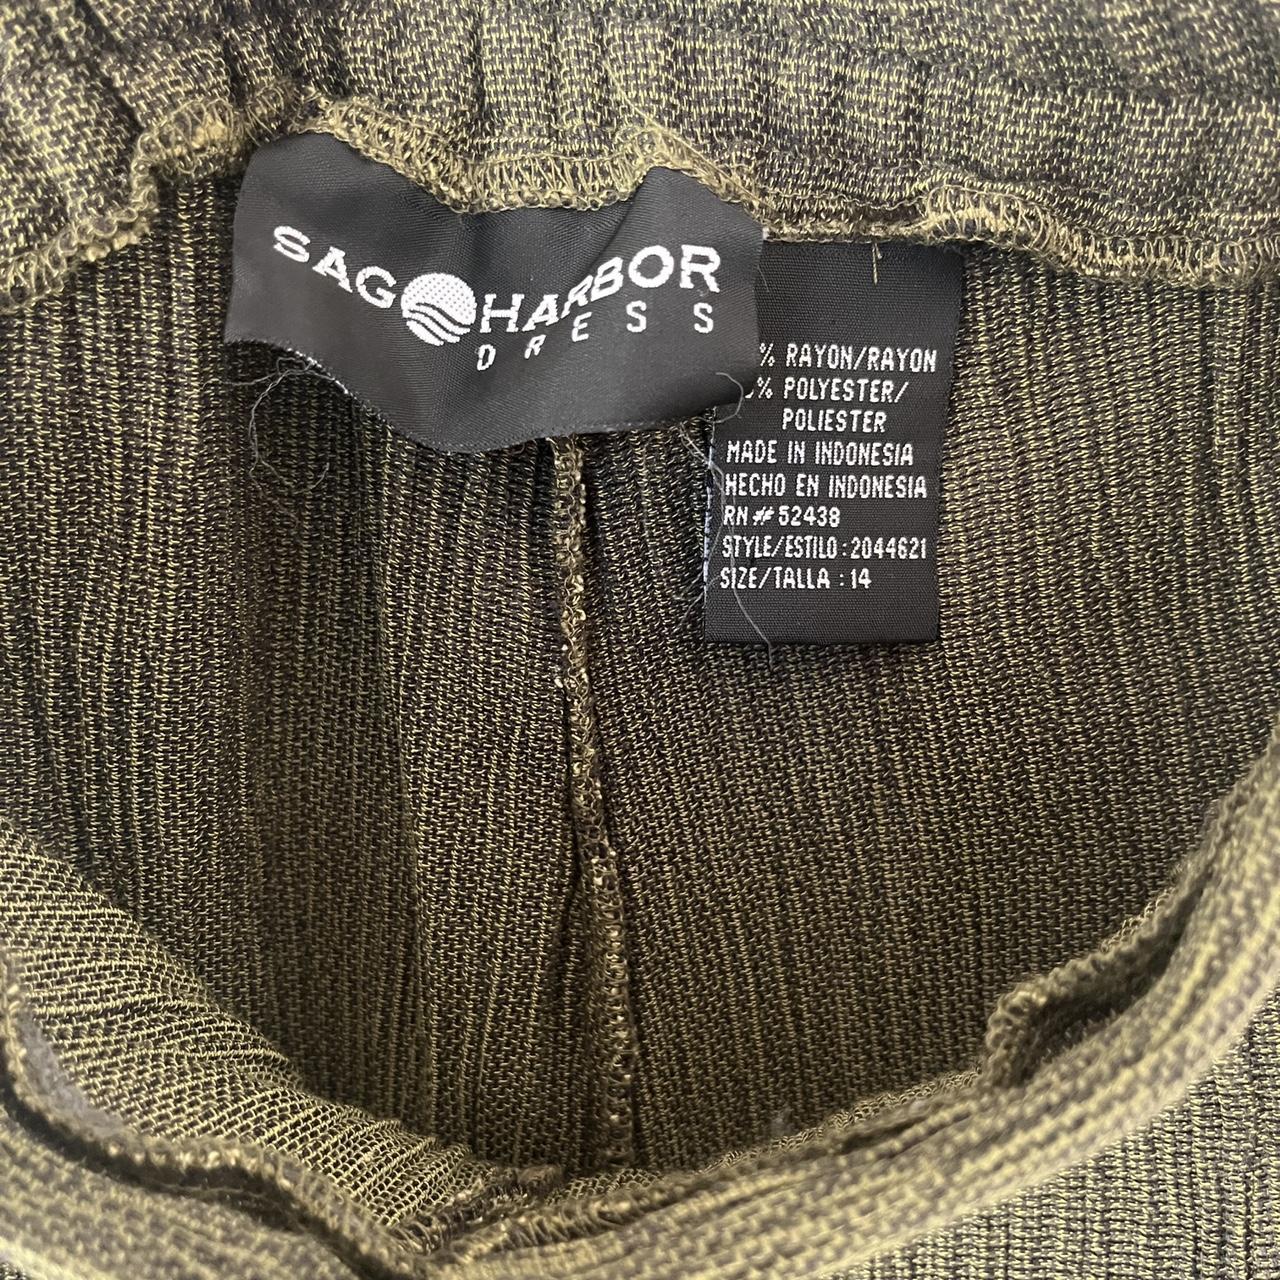 SAG HARBOR
DRESS
% RAYON/RAYON
% POLYESTER/
POLIESTER
MADE IN INDONESIA
HECHO EN INDONESIA
RN # 52438
STYLE/ESTILO : 2044621
SIZE/TALLA : 14